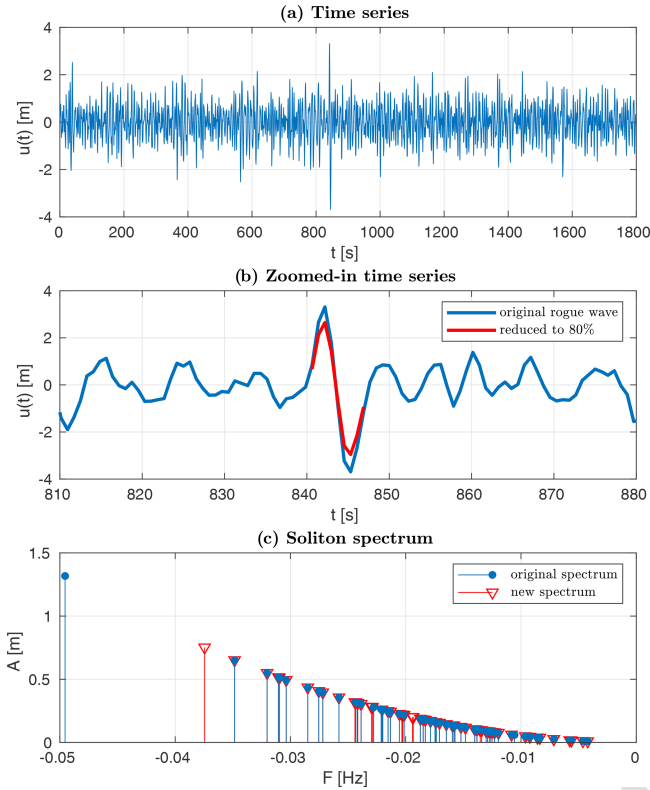 (a) Time series
4
2
0
-2
-4
u(t) [m]
0 200 400 600 800 1000 1200 1400 1600 1800
t [s]
(b) Zoomed-in time series
4
2
0
-2
-4
u(t) [m]
original rogue wave
reduced to 80%
810 820 830 840 850 860 870 880
t [s]
(c) Soliton spectrum
1.5
1
0.5
0
A [m]
original spectrum
new spectrum
-0.05 -0.04 -0.03 -0.02 -0.01 0
F [Hz]